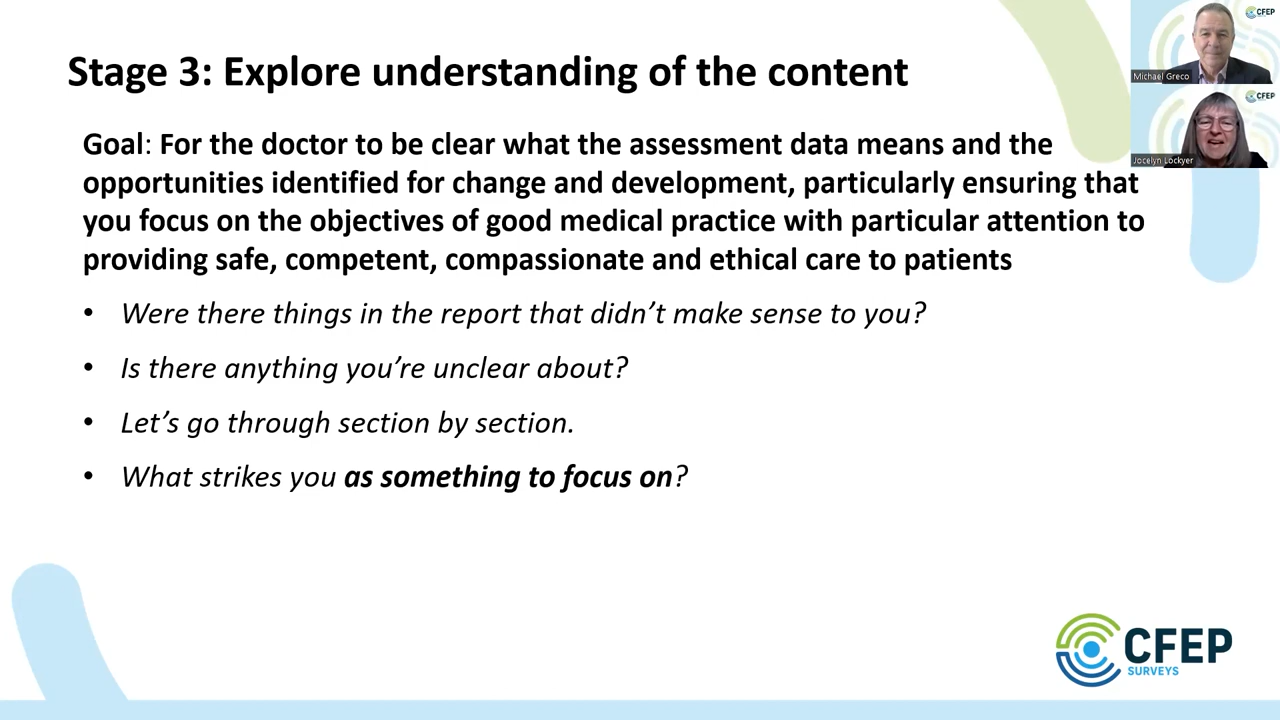 Stage 3: Explore understanding of the content
Goal: For the doctor to be clear what the assessment data means and the
opportunities identified for change and development, particularly ensuring that
you focus on the objectives of good medical practice with particular attention to
providing safe, competent, compassionate and ethical care to patients
• Were there things in the report that didn’t make sense to you?
• Is there anything you’re unclear about?
• Let’s go through section by section.
• What strikes you as something to focus on?
CFEP
Michael Greco
CFEP
Jocelyn Lockyer
CFEP
SURVEYS